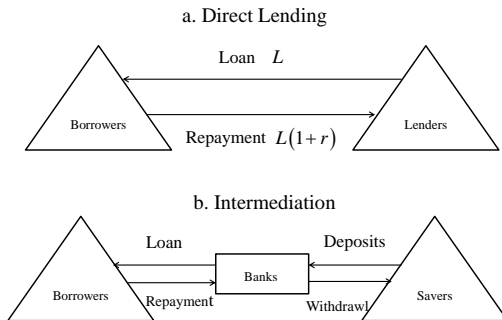 a. Direct Lending
Loan L
Borrowers
Lenders
Repayment L(1+r)
b. Intermediation
Loan
Deposits
Banks
Borrowers
Repayment
Withdrawl
Savers